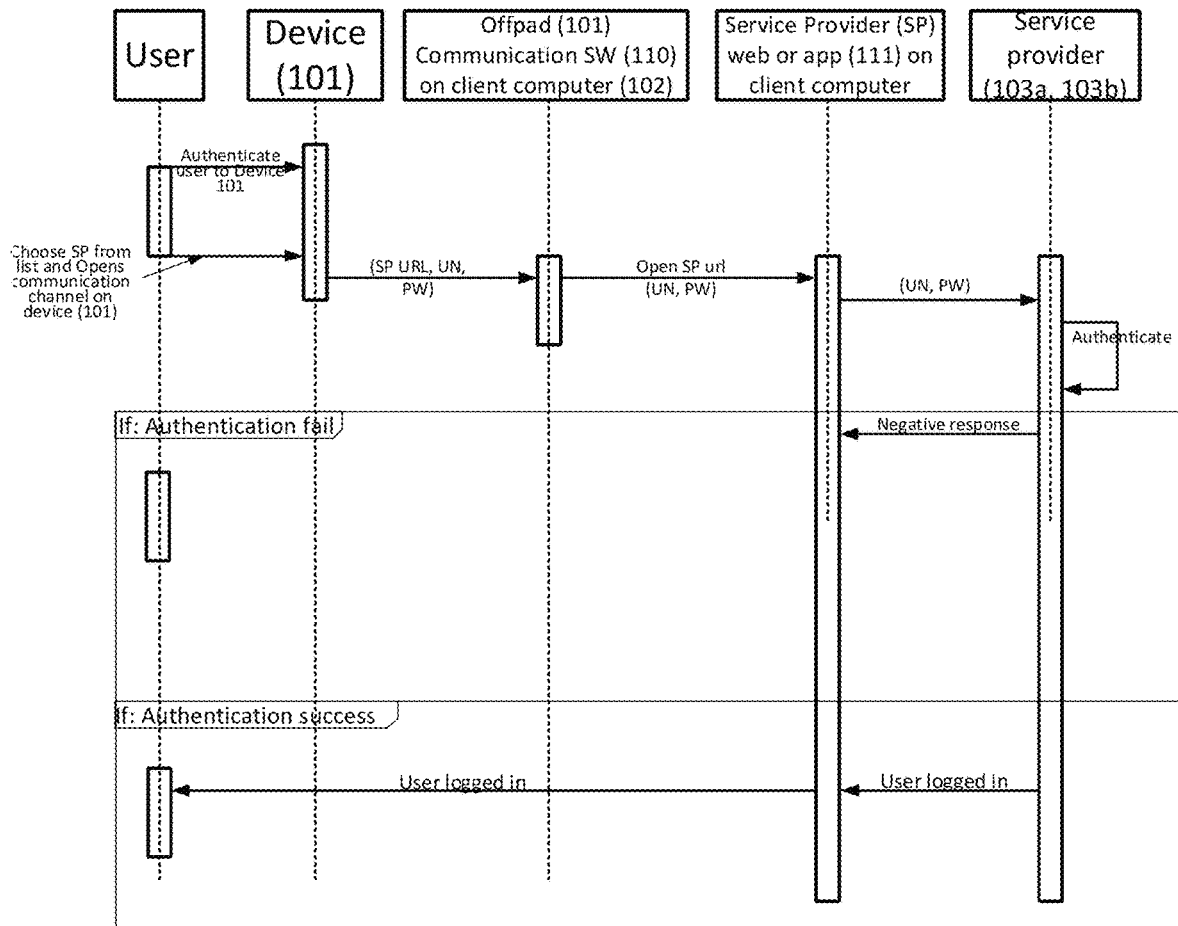 User
Device
(101)
Offpad (101)
Communication SW (110)
on client computer (102)
Service Provider (SP)
web or app (111) on
client computer
Service
provider
(103a, 103b)
Authenticate
user to Device
101
Choose SP from
list and Opens
communication
channel on
device (101)
(SP URL, UN,
PW)
Open SP url
(UN, PW)
(UN, PW)
Authenticate
If: Authentication fail
Negative response
If: Authentication success
User logged in
User logged in